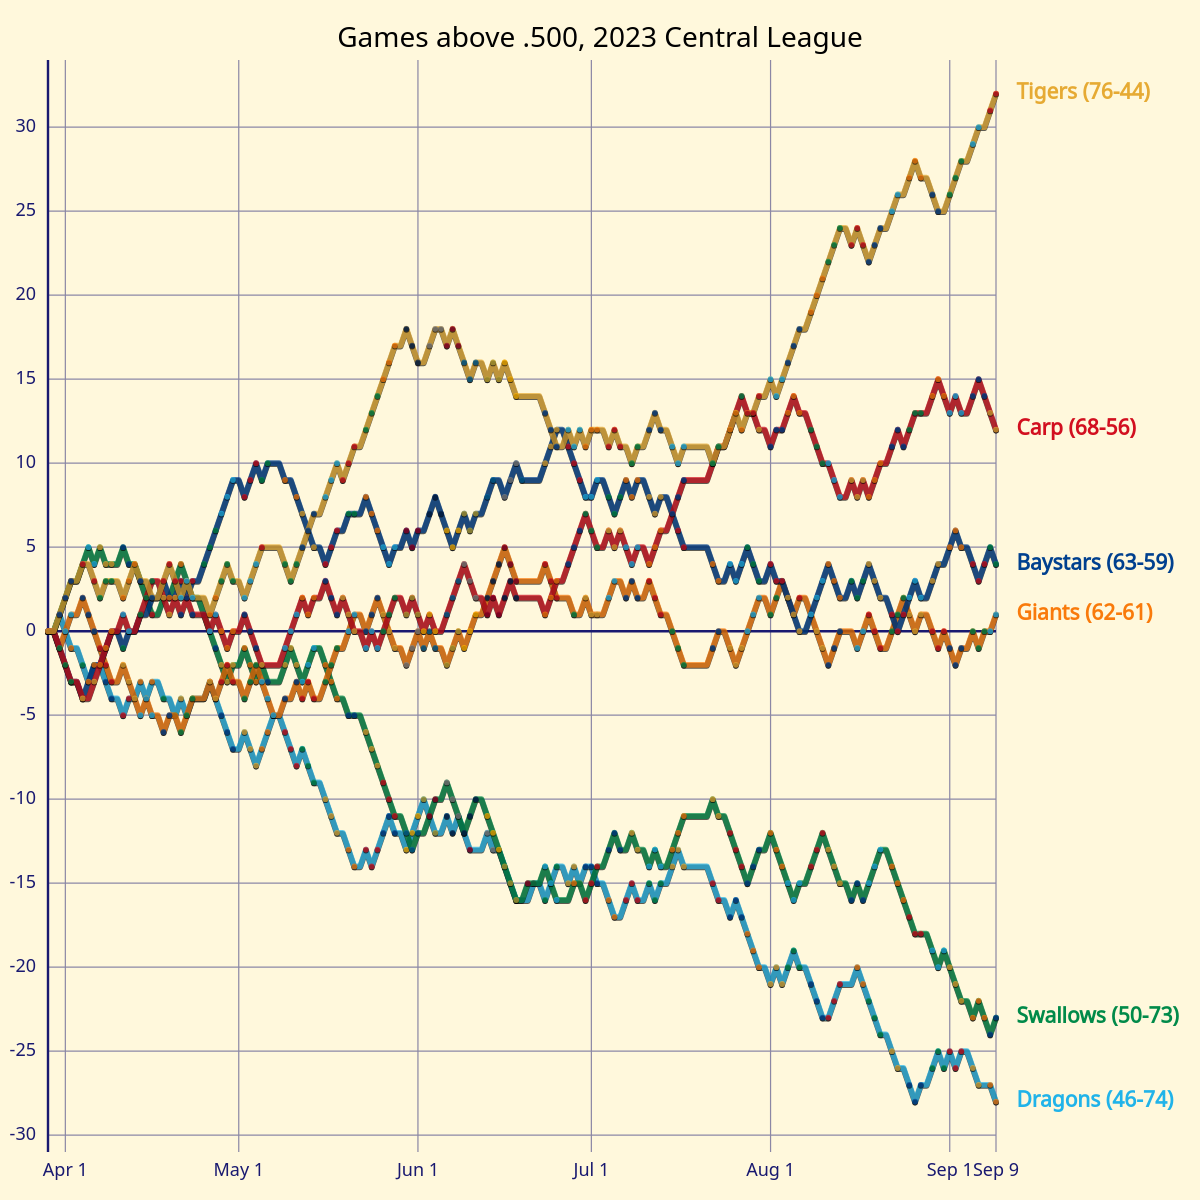 Games above .500, 2023 Central League
30
25
20
15
10
5
0
-5
-10
-15
-20
-25
-30
Tigers (76-44)
Carp (68-56)
Baystars (63-59)
Giants (62-61)
Swallows (50-73)
Dragons (46-74)
Apr 1 May 1 Jun 1 Jul 1 Aug 1 Sep 1 Sep 9